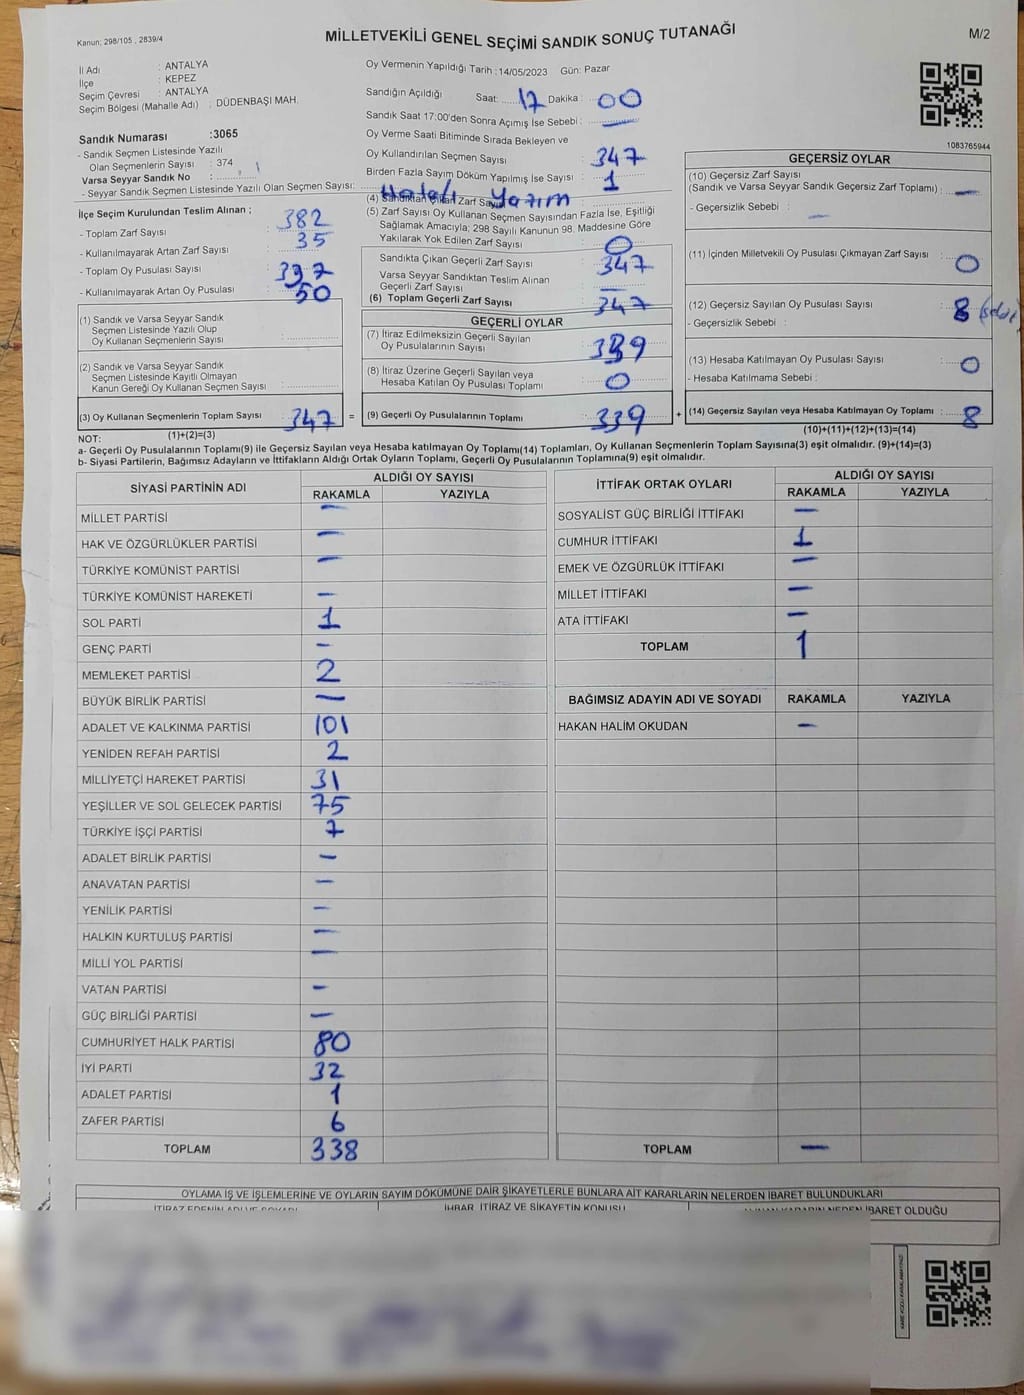 Kanun; 298/105 , 2839/4
MİLLETVEKİLİ GENEL SEÇİMİ SANDIK SONUÇ TUTANAĞI
M/2
İl Adı : ANTALYA
İlçe : KEPEZ
Seçim Çevresi : ANTALYA
Seçim Bölgesi (Mahalle Adı) : DÜDENBAŞI MAH.
Sandık Numarası :3065
- Sandık Seçmen Listesinde Yazılı
Olan Seçmenlerin Sayısı : 374
Varsa Seyyar Sandık No :
- Seyyar Sandık Seçmen Listesinde Yazılı Olan Seçmen Sayısı:
Oy Vermenin Yapıldığı Tarih :14/05/2023 Gün: Pazar
Sandığın Açıldığı Saat: 17 Dakika : 00
Sandık Saat 17:00'den Sonra Açımış İse Sebebi : —
Oy Verme Saati Bitiminde Sırada Bekleyen ve
Oy Kullandırılan Seçmen Sayısı : 347
Birden Fazla Sayım Döküm Yapılmış İse Sayısı : 1
(4) Sandıktan Çıkan Zarf Sayısı Hatalı Yazım
(5) Zarf Sayısı Oy Kullanan Seçmen Sayısından Fazla İse, Eşitliği
Sağlamak Amacıyla; 298 Sayılı Kanunun 98. Maddesine Göre
Yakılarak Yok Edilen Zarf Sayısı : 0
1083765944
İlçe Seçim Kurulundan Teslim Alınan ;
- Toplam Zarf Sayısı : 382
- Kullanılmayarak Artan Zarf Sayısı : 35
- Toplam Oy Pusulası Sayısı : 397
- Kullanılmayarak Artan Oy Pusulası : 50
Sandıkta Çıkan Geçerli Zarf Sayısı : 347
Varsa Seyyar Sandıktan Teslim Alınan
Geçerli Zarf Sayısı : —
(6) Toplam Geçerli Zarf Sayısı : 347
(1) Sandık ve Varsa Seyyar Sandık
Seçmen Listesinde Yazılı Olup
Oy Kullanan Seçmenlerin Sayısı :
(2) Sandık ve Varsa Seyyar Sandık
Seçmen Listesinde Kayıtlı Olmayan
Kanun Gereği Oy Kullanan Seçmen Sayısı :
(3) Oy Kullanan Seçmenlerin Toplam Sayısı : 347 =
(1)+(2)=(3)
GEÇERLİ OYLAR
(7) İtiraz Edilmeksizin Geçerli Sayılan
Oy Pusulalarının Sayısı : 339
(8) İtiraz Üzerine Geçerli Sayılan veya
Hesaba Katılan Oy Pusulası Toplamı : 0
(9) Geçerli Oy Pusulalarının Toplamı : 339 +
GEÇERSİZ OYLAR
(10) Geçersiz Zarf Sayısı
(Sandık ve Varsa Seyyar Sandık Geçersiz Zarf Toplamı) : —
- Geçersizlik Sebebi : —
(11) İçinden Milletvekili Oy Pusulası Çıkmayan Zarf Sayısı : 0
(12) Geçersiz Sayılan Oy Pusulası Sayısı : 8
- Geçersizlik Sebebi :
(13) Hesaba Katılmayan Oy Pusulası Sayısı : 0
- Hesaba Katılmama Sebebi :
(14) Geçersiz Sayılan veya Hesaba Katılmayan Oy Toplamı : 8
(10)+(11)+(12)+(13)=(14)
NOT:
a- Geçerli Oy Pusulalarının Toplamı(9) ile Geçersiz Sayılan veya Hesaba katılmayan Oy Toplamı(14) Toplamları, Oy Kullanan Seçmenlerin Toplam Sayısına(3) eşit olmalıdır. (9)+(14)=(3)
b- Siyasi Partilerin, Bağımsız Adayların ve İttifakların Aldığı Ortak Oyların Toplamı, Geçerli Oy Pusulalarının Toplamına(9) eşit olmalıdır.
SİYASİ PARTİNİN ADI ALDIĞI OY SAYISI
RAKAMLA YAZIYLA
MİLLET PARTİSİ —
HAK VE ÖZGÜRLÜKLER PARTİSİ —
TÜRKİYE KOMÜNİST PARTİSİ —
TÜRKİYE KOMÜNİST HAREKETİ —
SOL PARTİ 1
GENÇ PARTİ —
MEMLEKET PARTİSİ 2
BÜYÜK BİRLİK PARTİSİ —
ADALET VE KALKINMA PARTİSİ 101
YENİDEN REFAH PARTİSİ 2
MİLLİYETÇİ HAREKET PARTİSİ 31
YEŞİLLER VE SOL GELECEK PARTİSİ 75
TÜRKİYE İŞÇİ PARTİSİ 7
ADALET BİRLİK PARTİSİ —
ANAVATAN PARTİSİ —
YENİLİK PARTİSİ —
HALKIN KURTULUŞ PARTİSİ —
MİLLİ YOL PARTİSİ —
VATAN PARTİSİ —
GÜÇ BİRLİĞİ PARTİSİ —
CUMHURİYET HALK PARTİSİ 80
İYİ PARTİ 32
ADALET PARTİSİ 1
ZAFER PARTİSİ 6
TOPLAM 338
İTTİFAK ORTAK OYLARI ALDIĞI OY SAYISI
RAKAMLA YAZIYLA
SOSYALİST GÜÇ BİRLİĞİ İTTİFAKI —
CUMHUR İTTİFAKI 1
EMEK VE ÖZGÜRLÜK İTTİFAKI —
MİLLET İTTİFAKI —
ATA İTTİFAKI —
TOPLAM 1
BAĞIMSIZ ADAYIN ADI VE SOYADI RAKAMLA YAZIYLA
HAKAN HALİM OKUDAN —
TOPLAM —
OYLAMA İŞ VE İŞLEMLERİNE VE OYLARIN SAYIM DÖKÜMÜNE DAİR ŞİKAYETLERLE BUNLARA AİT KARARLARIN NELERDEN İBARET BULUNDUKLARI
İTİRAZ EDENİN ADI VE SOYADI İHBAR, İTİRAZ VE ŞİKAYETİN KONUSU ALINAN KARARIN NEDEN İBARET OLDUĞU